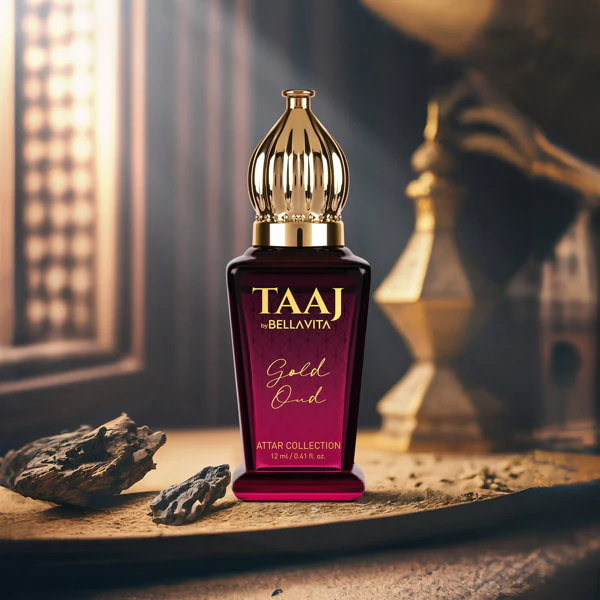 TAAJ
by BELLAVITA
Gold
Oud
ATTAR COLLECTION
12 ml / 0.41 fl. oz.